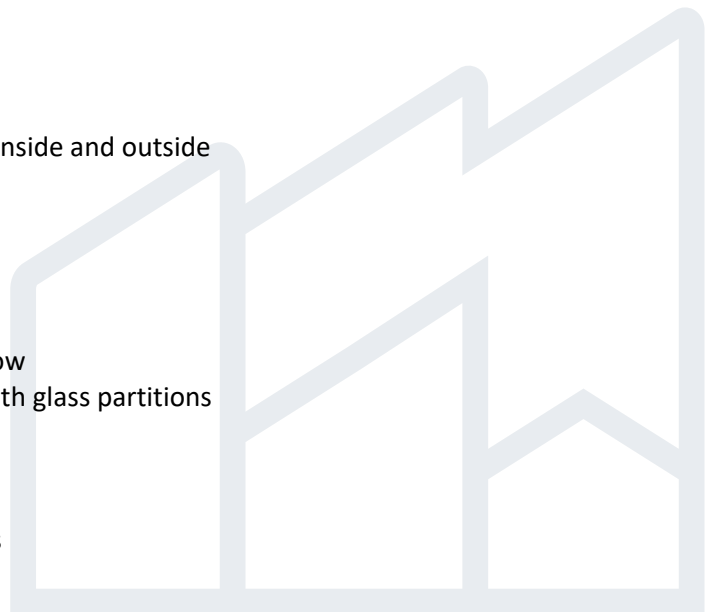 nside and outside
ow
th glass partitions
s